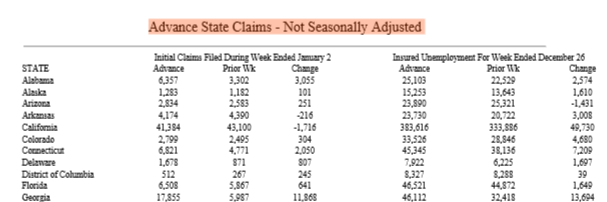 Advance State Claims - Not Seasonally Adjusted
Initial Claims Filed During Week Ended January 2 Insured Unemployment For Week Ended December 26
STATE Advance Prior Wk Change Advance Prior Wk Change
Alabama 6,357 3,302 3,055 25,103 22,529 2,574
Alaska 1,283 1,182 101 15,253 13,643 1,610
Arizona 2,834 2,583 251 23,890 25,321 -1,431
Arkansas 4,174 4,390 -216 23,730 20,722 3,008
California 41,384 43,100 -1,716 383,616 333,886 49,730
Colorado 2,799 2,495 304 33,526 28,846 4,680
Connecticut 6,821 4,771 2,050 45,345 38,136 7,209
Delaware 1,678 871 807 7,922 6,225 1,697
District of Columbia 512 267 245 8,327 8,288 39
Florida 6,508 5,867 641 46,521 44,872 1,649
Georgia 17,855 5,987 11,868 46,112 32,418 13,694